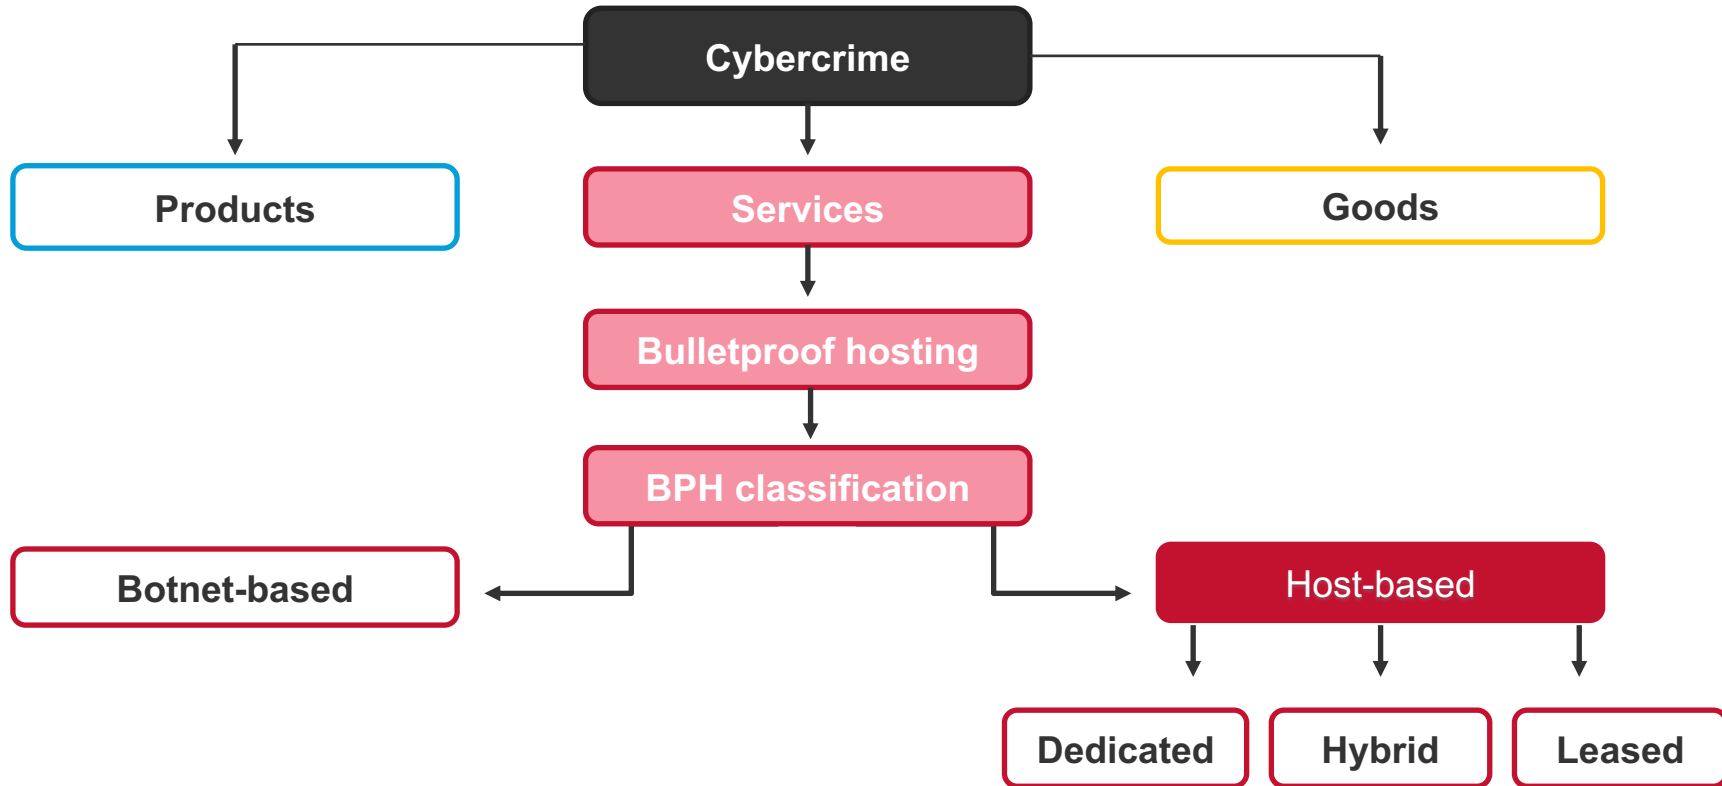 Cybercrime
Products
Services
Goods
Bulletproof hosting
BPH classification
Botnet-based
Host-based
Dedicated
Hybrid
Leased